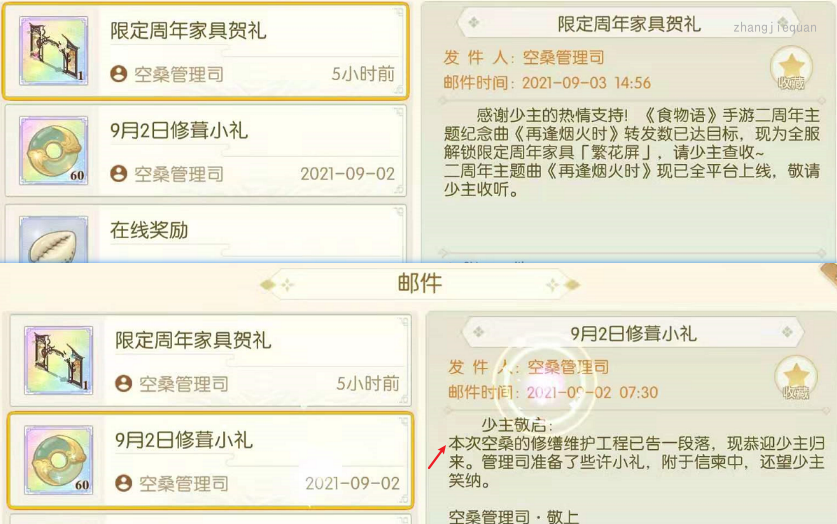 限定周年家具贺礼
空桑管理司
5小时前
1
9月2日修葺小礼
空桑管理司
2021-09-02
60
在线奖励
限定周年家具贺礼
zhangjiequan
发件人：空桑管理司
邮件时间：2021-09-03 14:56
收藏
感谢少主的热情支持！《食物语》手游二周年主
题纪念曲《再逢烟火时》转发数已达目标，现为全服
解锁限定周年家具「繁花屏」，请少主查收~
二周年主题曲《再逢烟火时》现已全平台上线，敬请
少主收听。
邮件
限定周年家具贺礼
空桑管理司
5小时前
1
9月2日修葺小礼
空桑管理司
2021-09-02
60
9月2日修葺小礼
发件人：空桑管理司
邮件时间：2021-09-02 07:30
收藏
少主敬启：
本次空桑的修缮维护工程已告一段落，现恭迎少主归
来。管理司准备了些许小礼，附于信柬中，还望少主
笑纳。
空桑管理司·敬上